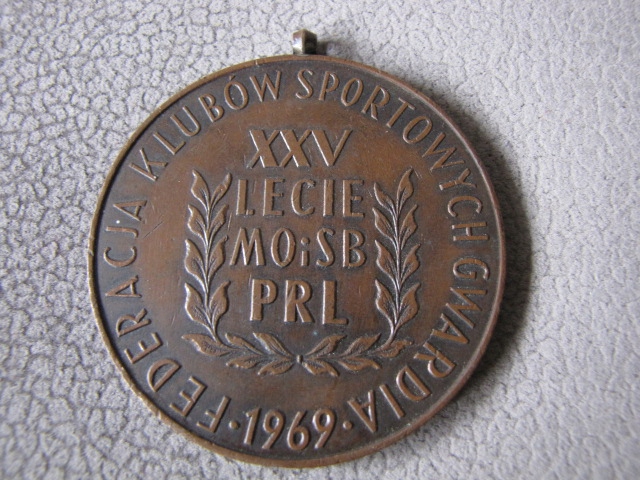 FEDERACJA KLUBÓW SPORTOWYCH GWARDIA
XXV
LECIE
MO i SB
PRL
· 1969 ·